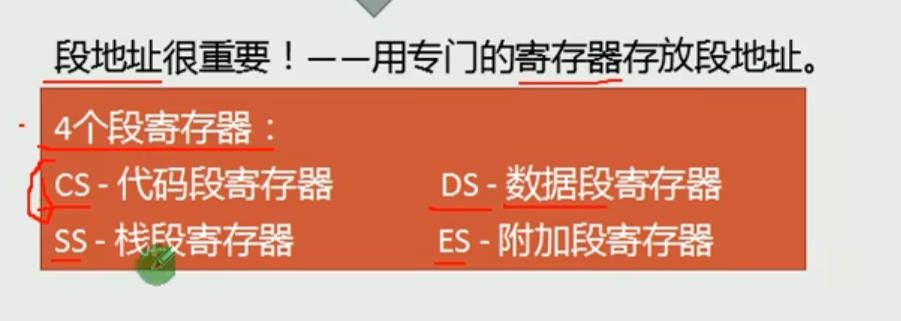 段地址很重要！——用专门的寄存器存放段地址。
4个段寄存器：
CS - 代码段寄存器 DS - 数据段寄存器
SS - 栈段寄存器 ES - 附加段寄存器